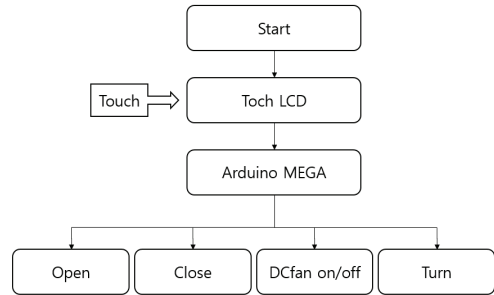 Start
Touch
Toch LCD
Arduino MEGA
Open
Close
DCfan on/off
Turn